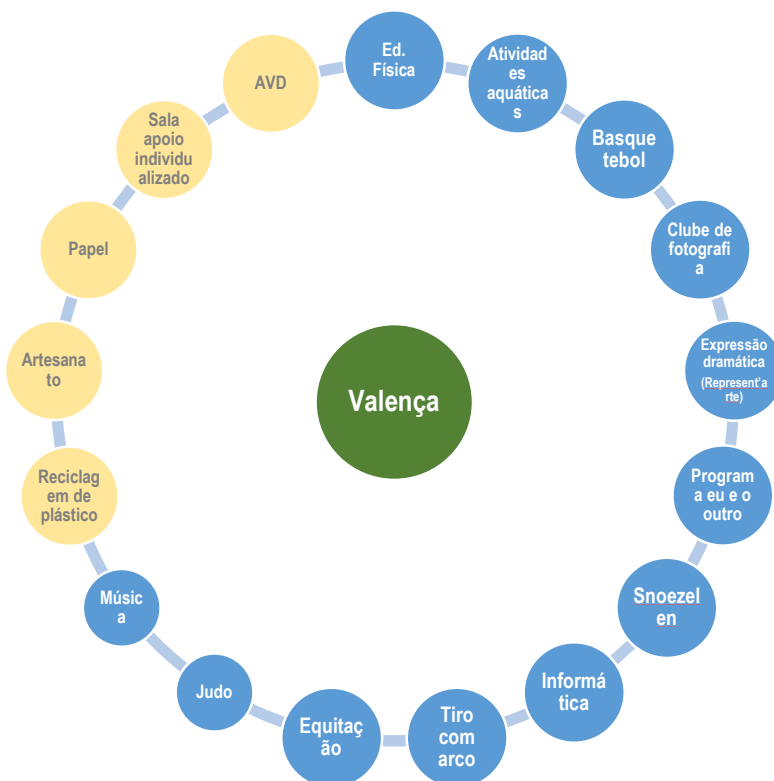 Ed.
Física
Atividad
es
aquática
s
Basque
tebol
Clube de
fotografi
a
Expressão
dramática
(Represent'a
rte)
Program
a eu e o
outro
Snoezel
en
Informá
tica
Tiro
com
arco
Equitaç
ão
Judo
Músic
a
Reciclag
em de
plástico
Artesana
to
Papel
Sala
apoio
individu
alizado
AVD
Valença